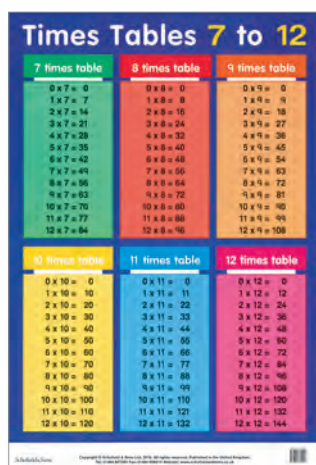 Times Tables 7 to 12
7 times table
0 x 7 = 0
1 x 7 = 7
2 x 7 = 14
3 x 7 = 21
4 x 7 = 28
5 x 7 = 35
6 x 7 = 42
7 x 7 = 49
8 x 7 = 56
9 x 7 = 63
10 x 7 = 70
11 x 7 = 77
12 x 7 = 84
8 times table
0 x 8 = 0
1 x 8 = 8
2 x 8 = 16
3 x 8 = 24
4 x 8 = 32
5 x 8 = 40
6 x 8 = 48
7 x 8 = 56
8 x 8 = 64
9 x 8 = 72
10 x 8 = 80
11 x 8 = 88
12 x 8 = 96
9 times table
0 x 9 = 0
1 x 9 = 9
2 x 9 = 18
3 x 9 = 27
4 x 9 = 36
5 x 9 = 45
6 x 9 = 54
7 x 9 = 63
8 x 9 = 72
9 x 9 = 81
10 x 9 = 90
11 x 9 = 99
12 x 9 = 108
10 times table
0 x 10 = 0
1 x 10 = 10
2 x 10 = 20
3 x 10 = 30
4 x 10 = 40
5 x 10 = 50
6 x 10 = 60
7 x 10 = 70
8 x 10 = 80
9 x 10 = 90
10 x 10 = 100
11 x 10 = 110
12 x 10 = 120
11 times table
0 x 11 = 0
1 x 11 = 11
2 x 11 = 22
3 x 11 = 33
4 x 11 = 44
5 x 11 = 55
6 x 11 = 66
7 x 11 = 77
8 x 11 = 88
9 x 11 = 99
10 x 11 = 110
11 x 11 = 121
12 x 11 = 132
12 times table
0 x 12 = 0
1 x 12 = 12
2 x 12 = 24
3 x 12 = 36
4 x 12 = 48
5 x 12 = 60
6 x 12 = 72
7 x 12 = 84
8 x 12 = 96
9 x 12 = 108
10 x 12 = 120
11 x 12 = 132
12 x 12 = 144